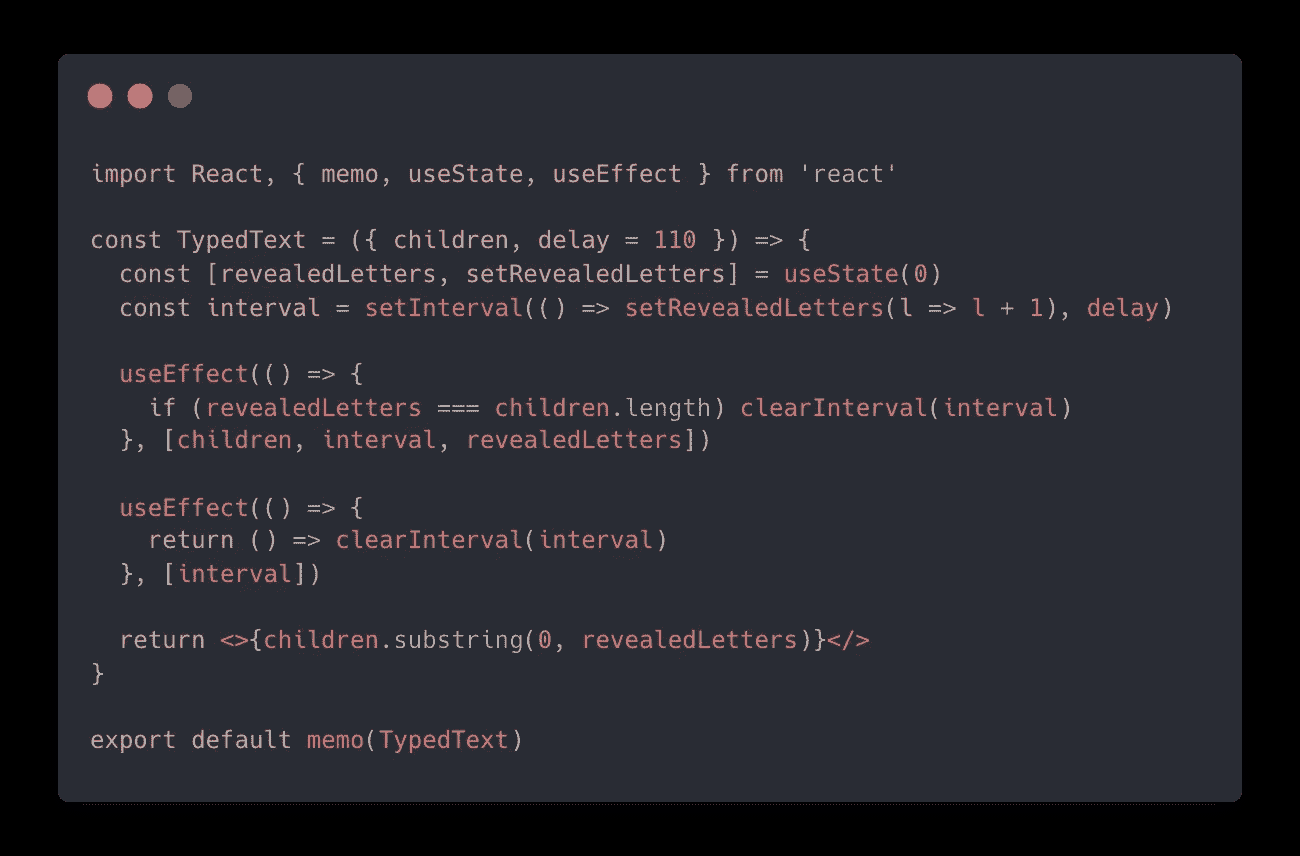 import React, { memo, useState, useEffect } from 'react'

const TypedText = ({ children, delay = 110 }) => {
  const [revealedLetters, setRevealedLetters] = useState(0)
  const interval = setInterval(() => setRevealedLetters(l => l + 1), delay)

  useEffect(() => {
    if (revealedLetters === children.length) clearInterval(interval)
  }, [children, interval, revealedLetters])

  useEffect(() => {
    return () => clearInterval(interval)
  }, [interval])

  return <>{children.substring(0, revealedLetters)}</>
}

export default memo(TypedText)